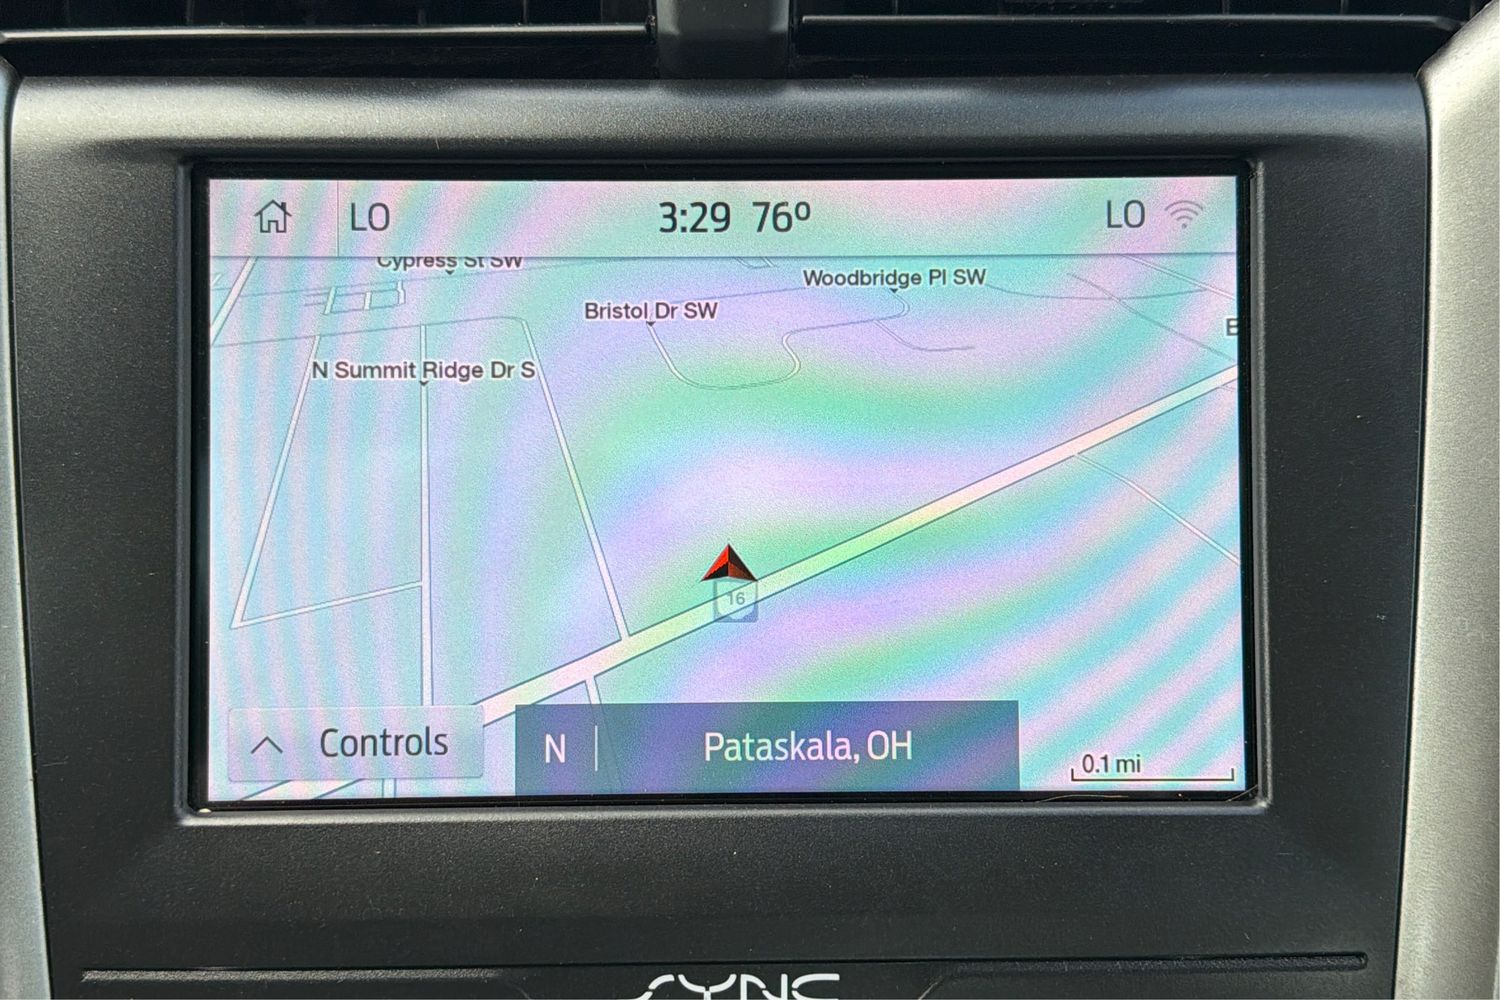 LO 3:29 76º LO
Cypress St SW
Woodbridge Pl SW
Bristol Dr SW
N Summit Ridge Dr S
16
Controls N Pataskala, OH 0.1 mi
SYNC